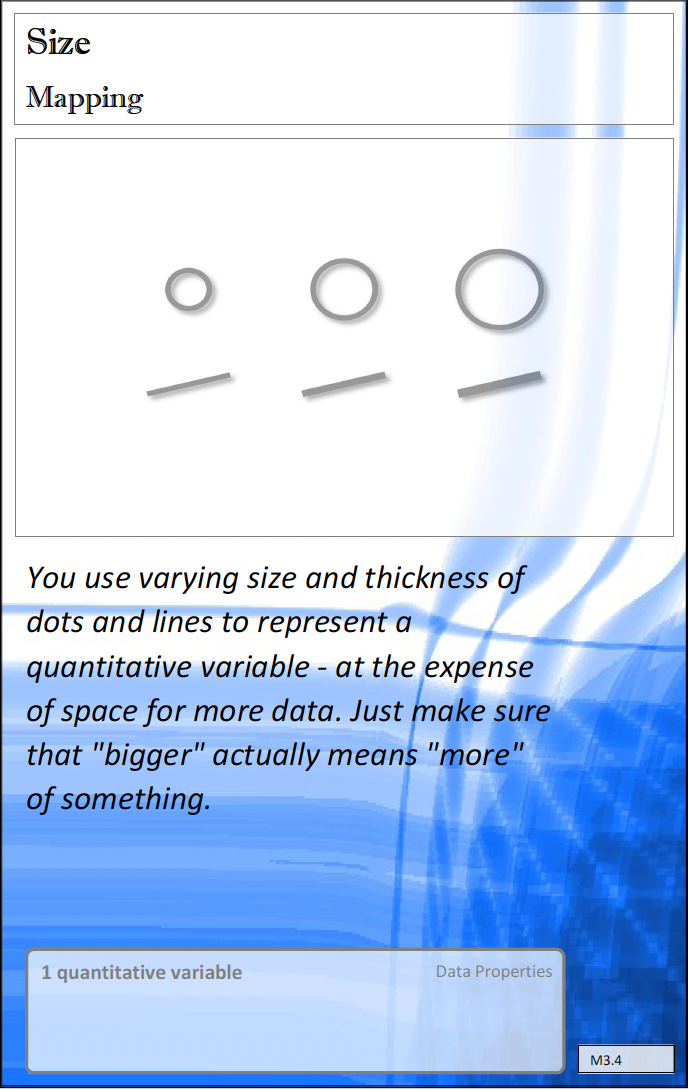 Size
Mapping
You use varying size and thickness of
dots and lines to represent a
quantitative variable - at the expense
of space for more data. Just make sure
that "bigger" actually means "more"
of something.
1 quantitative variable
Data Properties
M3.4